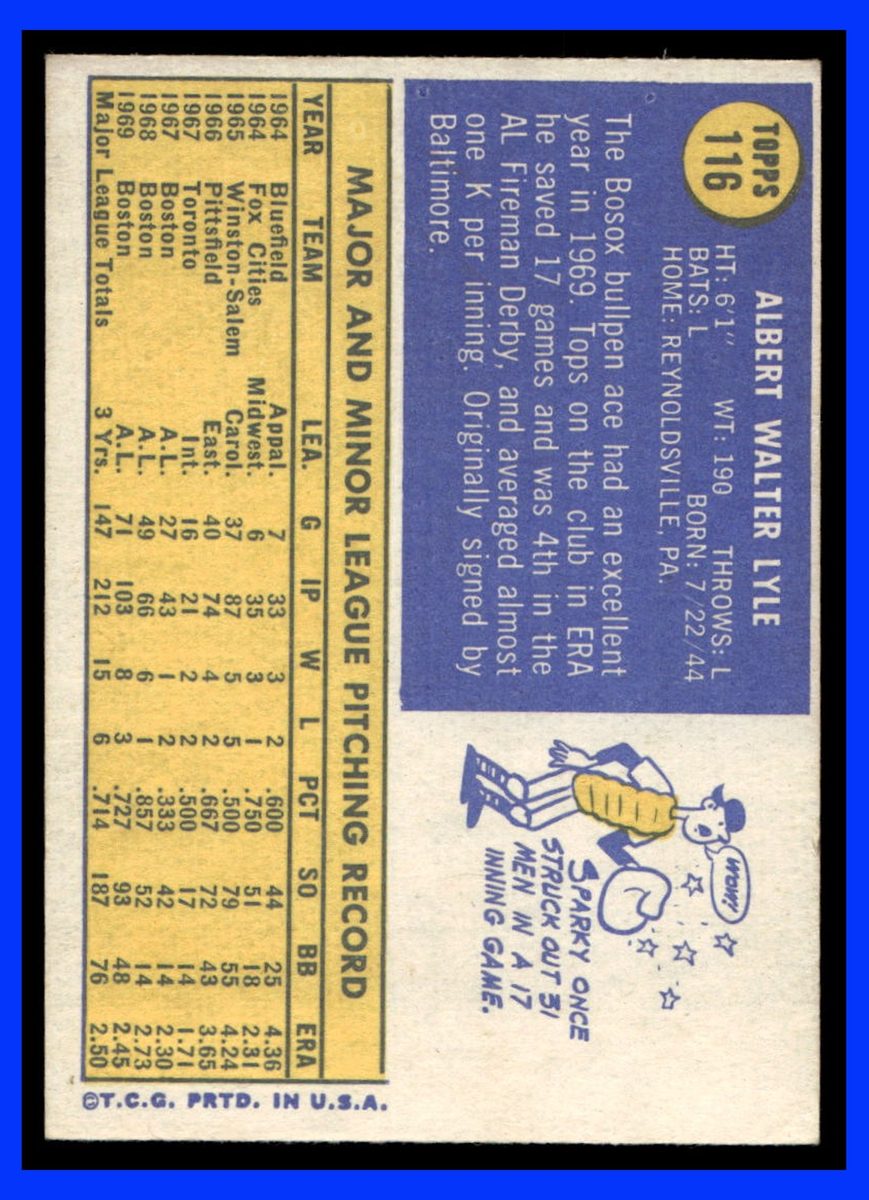 TOPPS
116
ALBERT WALTER LYLE
HT: 6'1" WT: 190 THROWS: L
BATS: L BORN: 7/22/44
HOME: REYNOLDSVILLE, PA.
The Bosox bullpen ace had an excellent
year in 1969. Tops on the club in ERA
he saved 17 games and was 4th in the
AL Fireman Derby, and averaged almost
one K per inning. Originally signed by
Baltimore.
WOW!!
SPARKY ONCE
STRUCK OUT 31
MEN IN A 17
INNING GAME.
MAJOR AND MINOR LEAGUE PITCHING RECORD
YEAR TEAM LEA. G IP W L PCT SO BB ERA
1964 Bluefield Appal. 7 33 3 2 .600 44 25 4.36
1964 Fox Cities Midwest. 6 35 3 1 .750 51 18 2.31
1965 Winston-Salem Carol. 37 87 5 5 .500 79 55 4.24
1966 Pittsfield East. 40 74 4 2 .667 72 43 3.65
1967 Toronto Int. 16 21 2 2 .500 17 14 1.71
1967 Boston A.L. 27 43 1 2 .333 42 14 2.30
1968 Boston A.L. 49 66 6 1 .857 52 14 2.73
1969 Boston A.L. 71 103 8 3 .727 93 48 2.45
Major League Totals 3 Yrs. 147 212 15 6 .714 187 76 2.50
©T.C.G. PRTD. IN U.S.A.